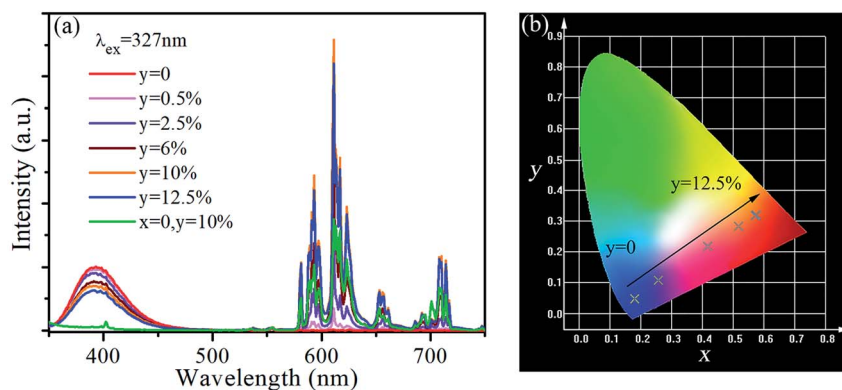 (a)
λex=327nm
y=0
y=0.5%
y=2.5%
y=6%
y=10%
y=12.5%
x=0,y=10%
Intensity (a.u.)
400 500 600 700
Wavelength (nm)
(b)
0.9
0.8
0.7
0.6
0.5
0.4
0.3
0.2
0.1
0.0
y
y=12.5%
y=0
0.0 0.1 0.2 0.3 0.4 0.5 0.6 0.7 0.8
x